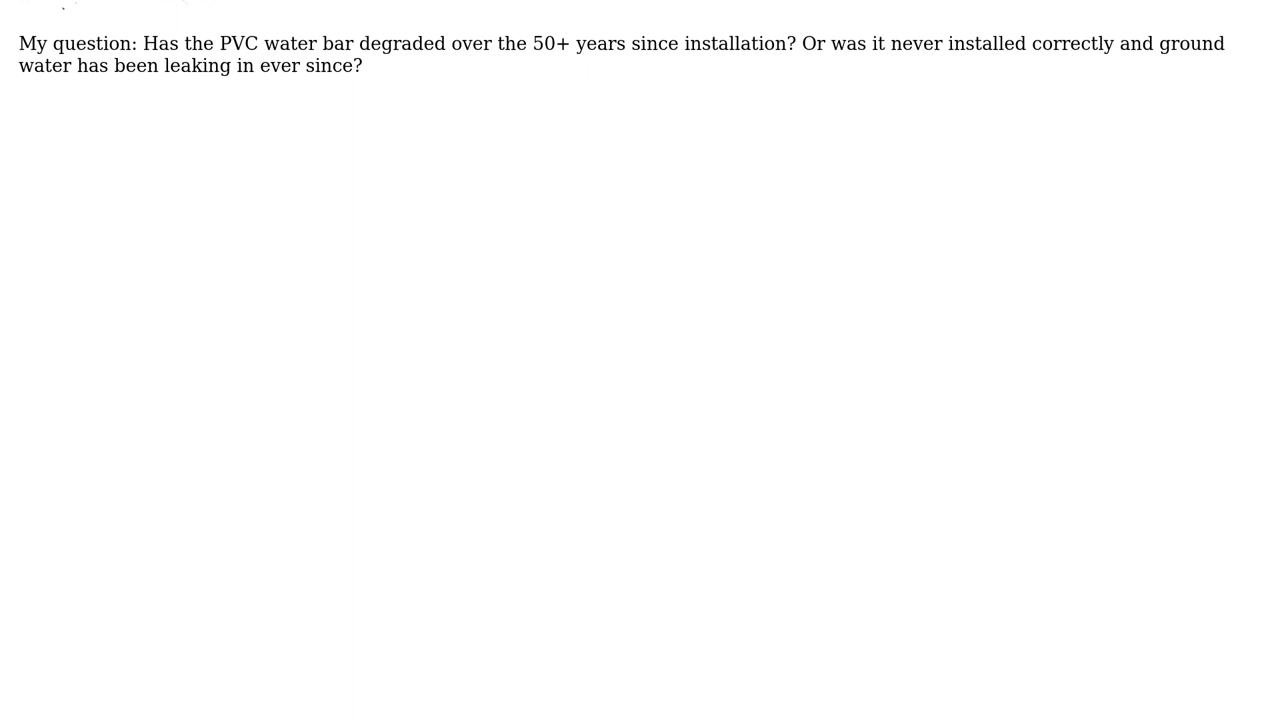 My question: Has the PVC water bar degraded over the 50+ years since installation? Or was it never installed correctly and ground
water has been leaking in ever since?